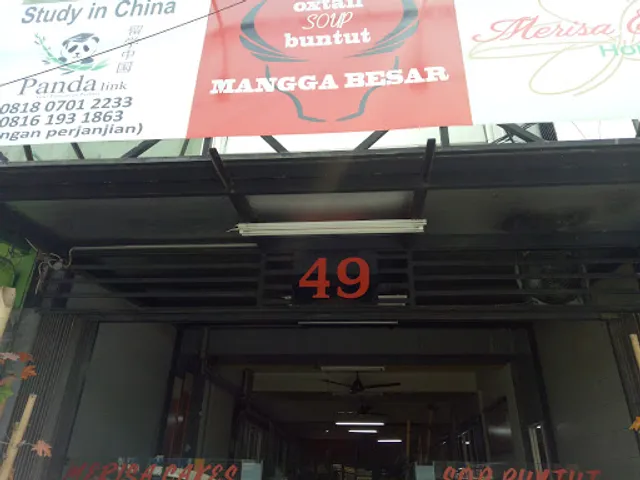 Study in China
留学中国
Panda link
0818 0701 2233
0816 193 1863
ngan perjanjian)
oxtail
SOUP
buntut
MANGGA BESAR
Merisa
49
MERISA CAKES
SOP BUNTUT